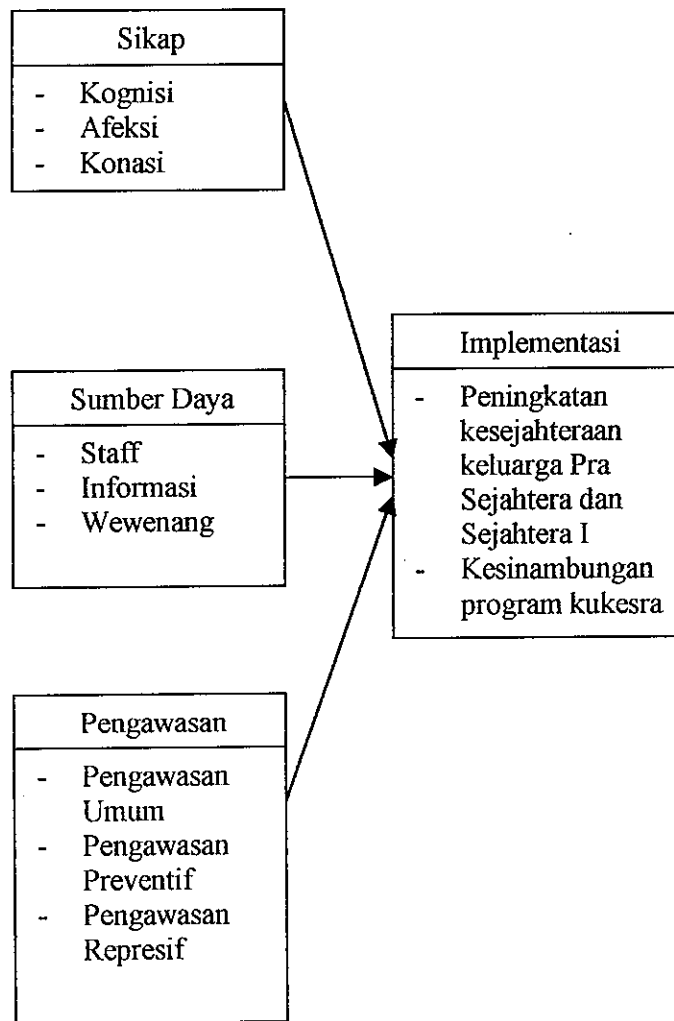 Sikap
- Kognisi
- Afeksi
- Konasi
Sumber Daya
- Staff
- Informasi
- Wewenang
Pengawasan
- Pengawasan
Umum
- Pengawasan
Preventif
- Pengawasan
Represif
Implementasi
- Peningkatan
kesejahteraan
keluarga Pra
Sejahtera dan
Sejahtera I
- Kesinambungan
program kukesra